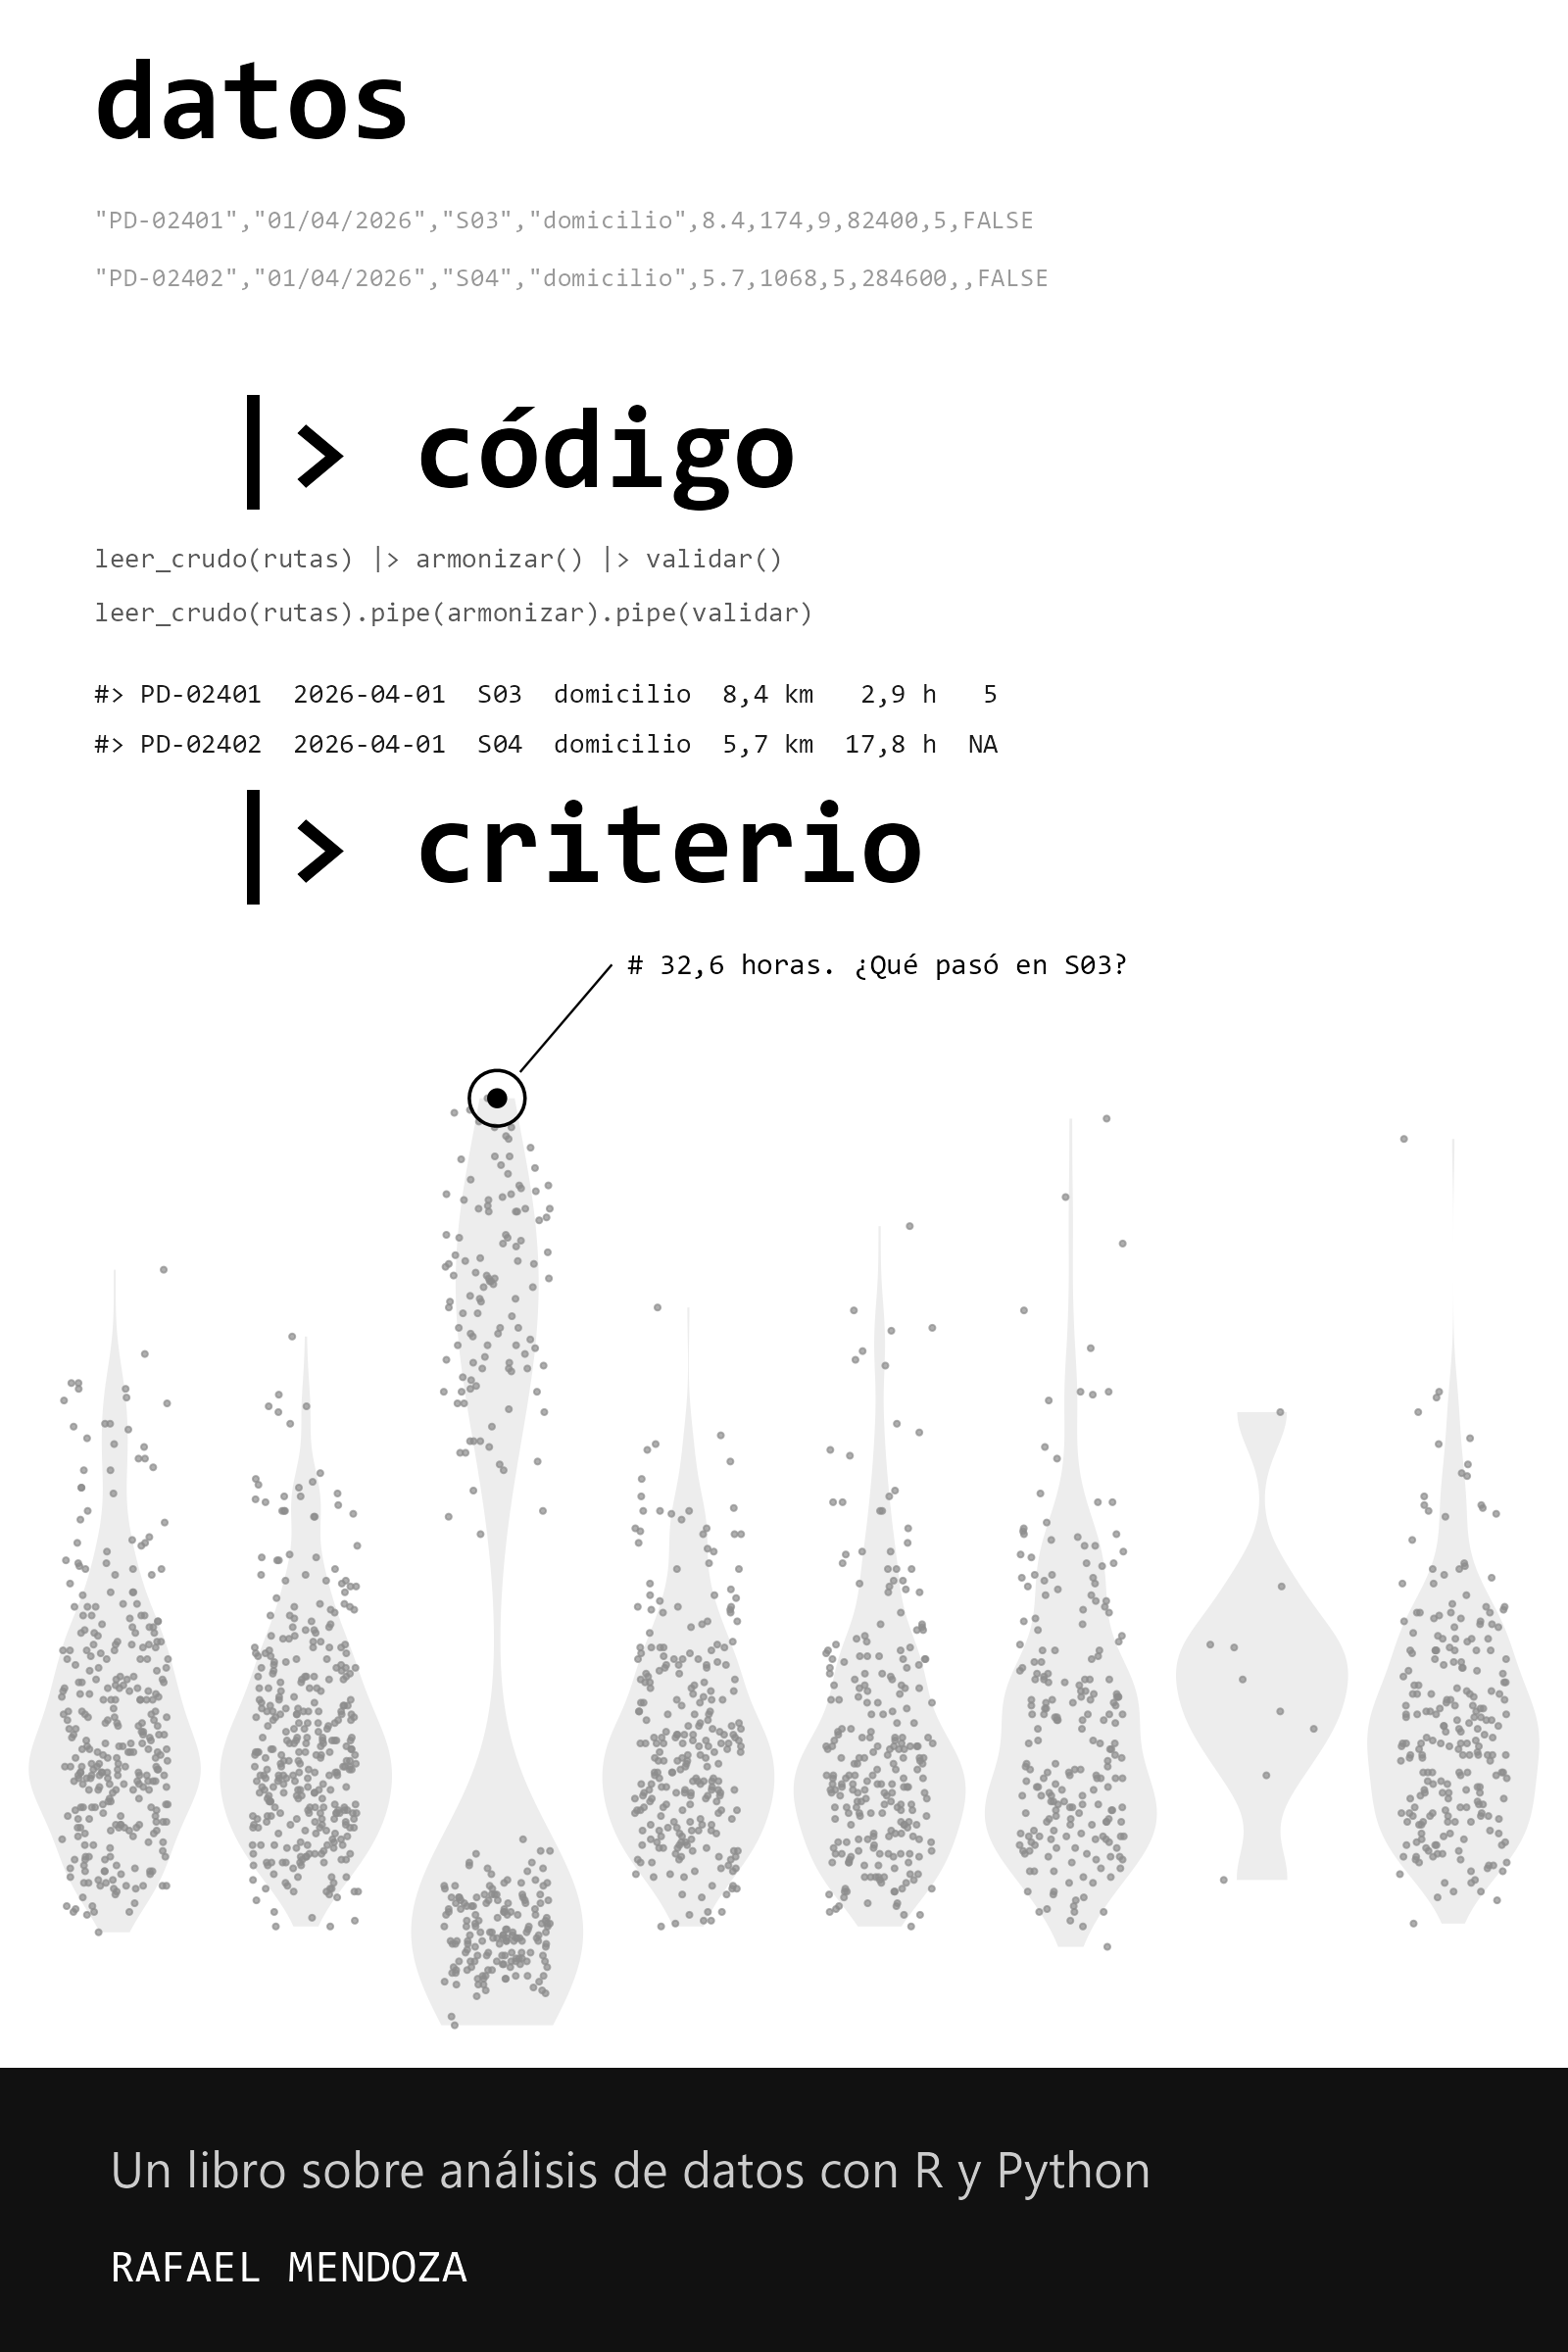 datos
"PD-02401","01/04/2026","S03","domicilio",8.4,174,9,82400,5,FALSE
"PD-02402","01/04/2026","S04","domicilio",5.7,1068,5,284600,,FALSE
|> código
leer_crudo(rutas) |> armonizar() |> validar()
leer_crudo(rutas).pipe(armonizar).pipe(validar)
#> PD-02401  2026-04-01  S03  domicilio  8,4 km   2,9 h   5
#> PD-02402  2026-04-01  S04  domicilio  5,7 km  17,8 h  NA
|> criterio
# 32,6 horas. ¿Qué pasó en S03?
Un libro sobre análisis de datos con R y Python
RAFAEL MENDOZA